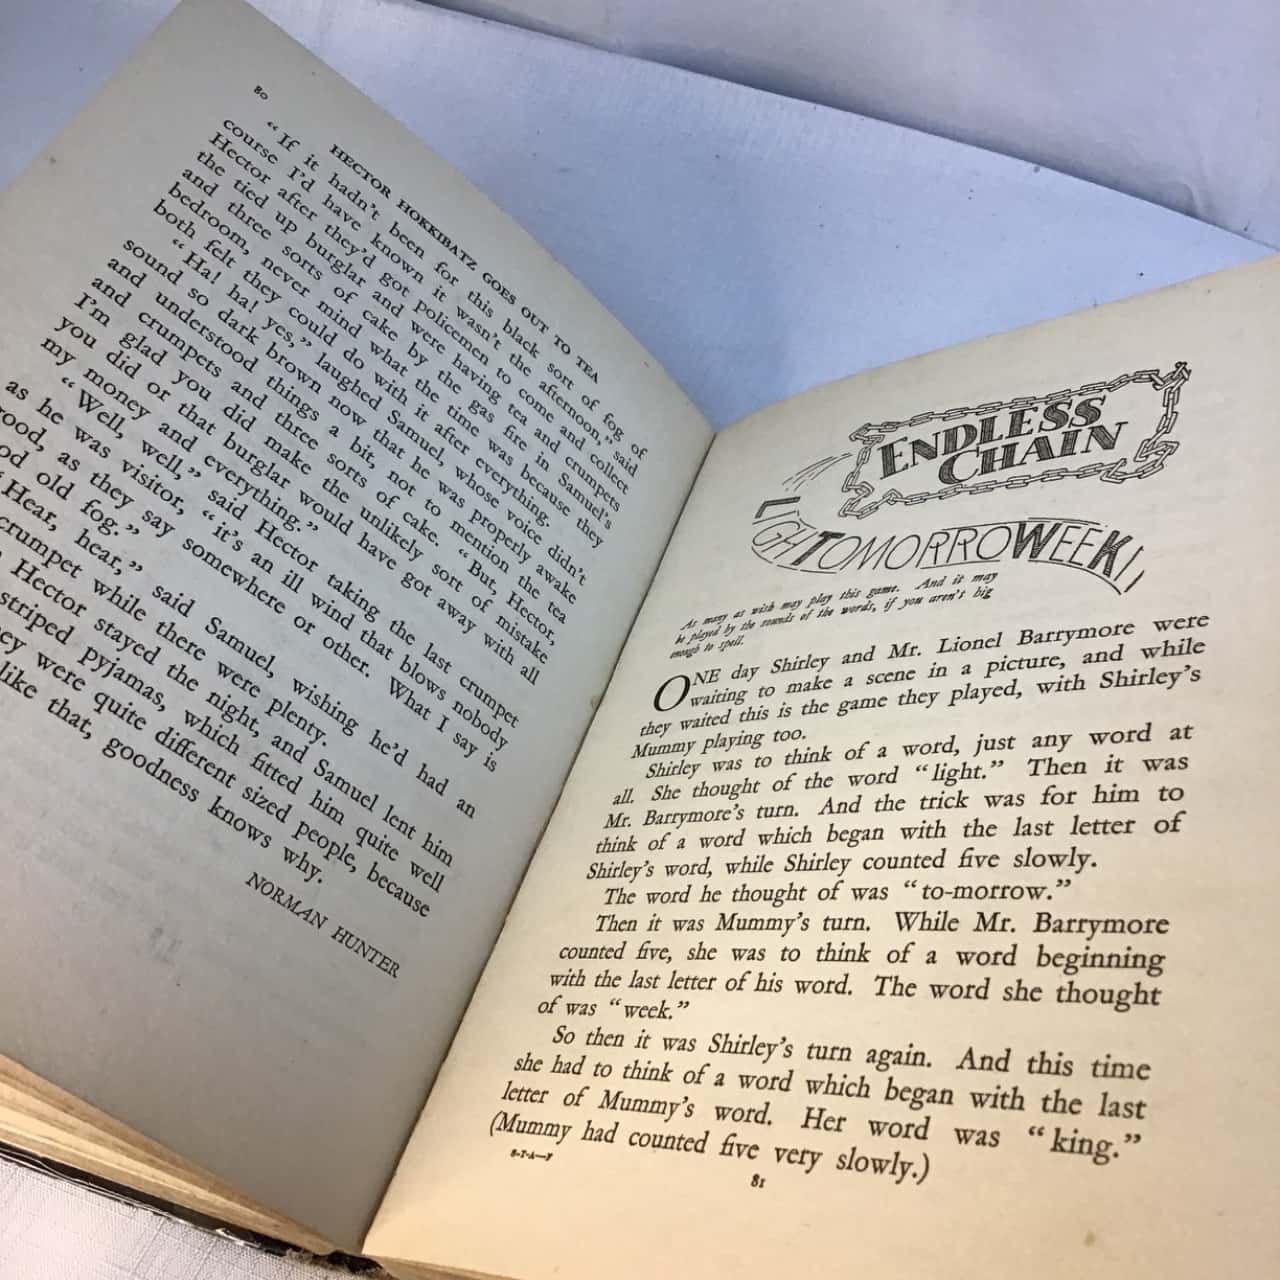 80
HECTOR HOKKIBATZ GOES OUT TO TEA
“If it hadn't been for this black sort of fog of
course I'd have known it wasn't the afternoon,” said
Hector after they'd got policemen to come and collect
the tied up burglar and were having tea and crumpets
and three sorts of cake by the gas fire in Samuel's
bedroom, never mind what the time was because they
both felt they could do with it after everything.
“Ha! ha! yes,” laughed Samuel, whose voice didn't
sound so dark brown now that he was properly awake
and understood things a bit, not to mention the tea
and crumpets and three sorts of cake. “But, Hector,
I'm glad you did make the unlikely sort of mistake
you did or that burglar would have got away with all
my money and everything.”
“Well, well,” said Hector taking the last crumpet
as he was visitor, “it's an ill wind that blows nobody
good, as they say somewhere or other. What I say is
old fog.”
“Hear, hear,” said Samuel, wishing he'd had an
crumpet while there were plenty.
Hector stayed the night, and Samuel lent him
striped pyjamas, which fitted him quite well
they were quite different sized people, because
like that, goodness knows why.
NORMAN HUNTER
ENDLESS
CHAIN
LIGHTOMORROWEEK
As many as wish may play this game. And it may
be played by the sounds of the words, if you aren't big
enough to spell.
ONE day Shirley and Mr. Lionel Barrymore were
waiting to make a scene in a picture, and while
they waited this is the game they played, with Shirley's
Mummy playing too.
Shirley was to think of a word, just any word at
all. She thought of the word “light.” Then it was
Mr. Barrymore's turn. And the trick was for him to
think of a word which began with the last letter of
Shirley's word, while Shirley counted five slowly.
The word he thought of was “to-morrow.”
Then it was Mummy's turn. While Mr. Barrymore
counted five, she was to think of a word beginning
with the last letter of his word. The word she thought
of was “week.”
So then it was Shirley's turn again. And this time
she had to think of a word which began with the last
letter of Mummy's word. Her word was “king.”
(Mummy had counted five very slowly.)
S-T-A—F
81